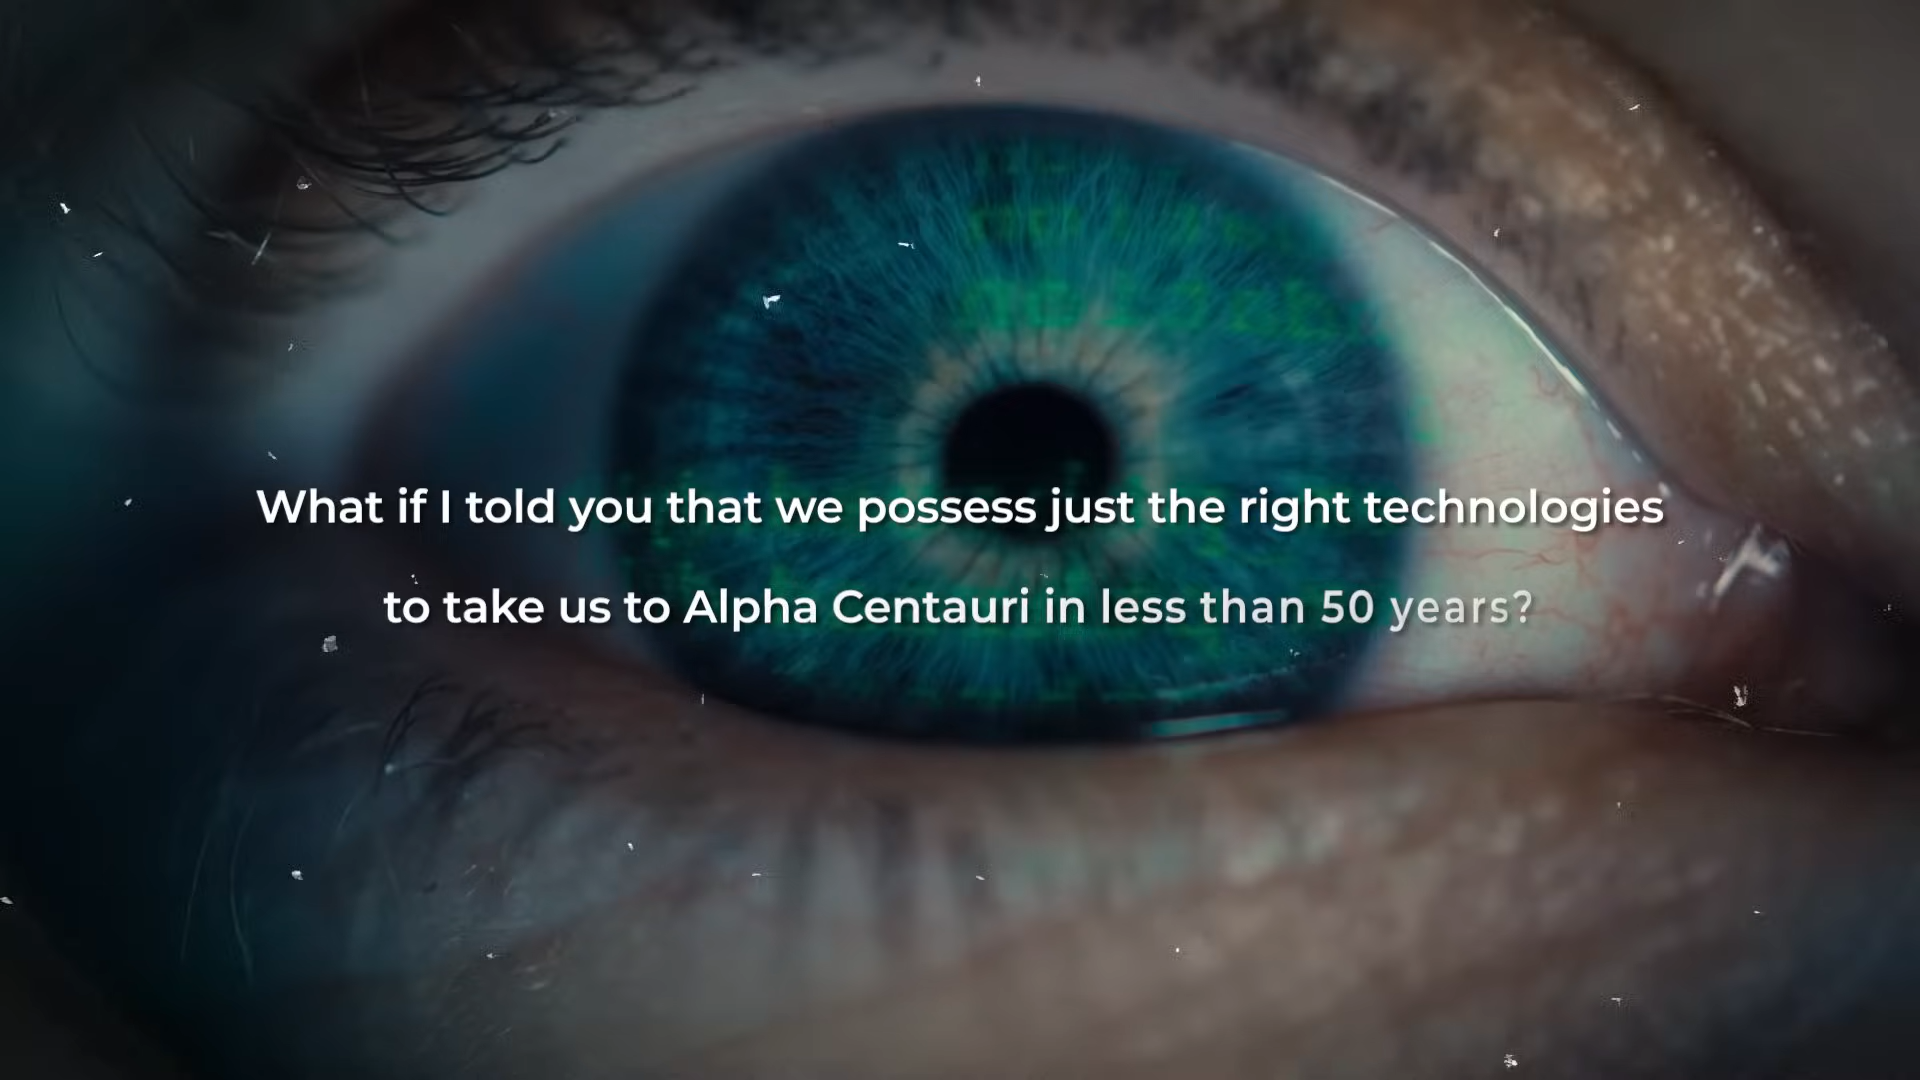 What if I told you that we possess just the right technologies
to take us to Alpha Centauri in less than 50 years?